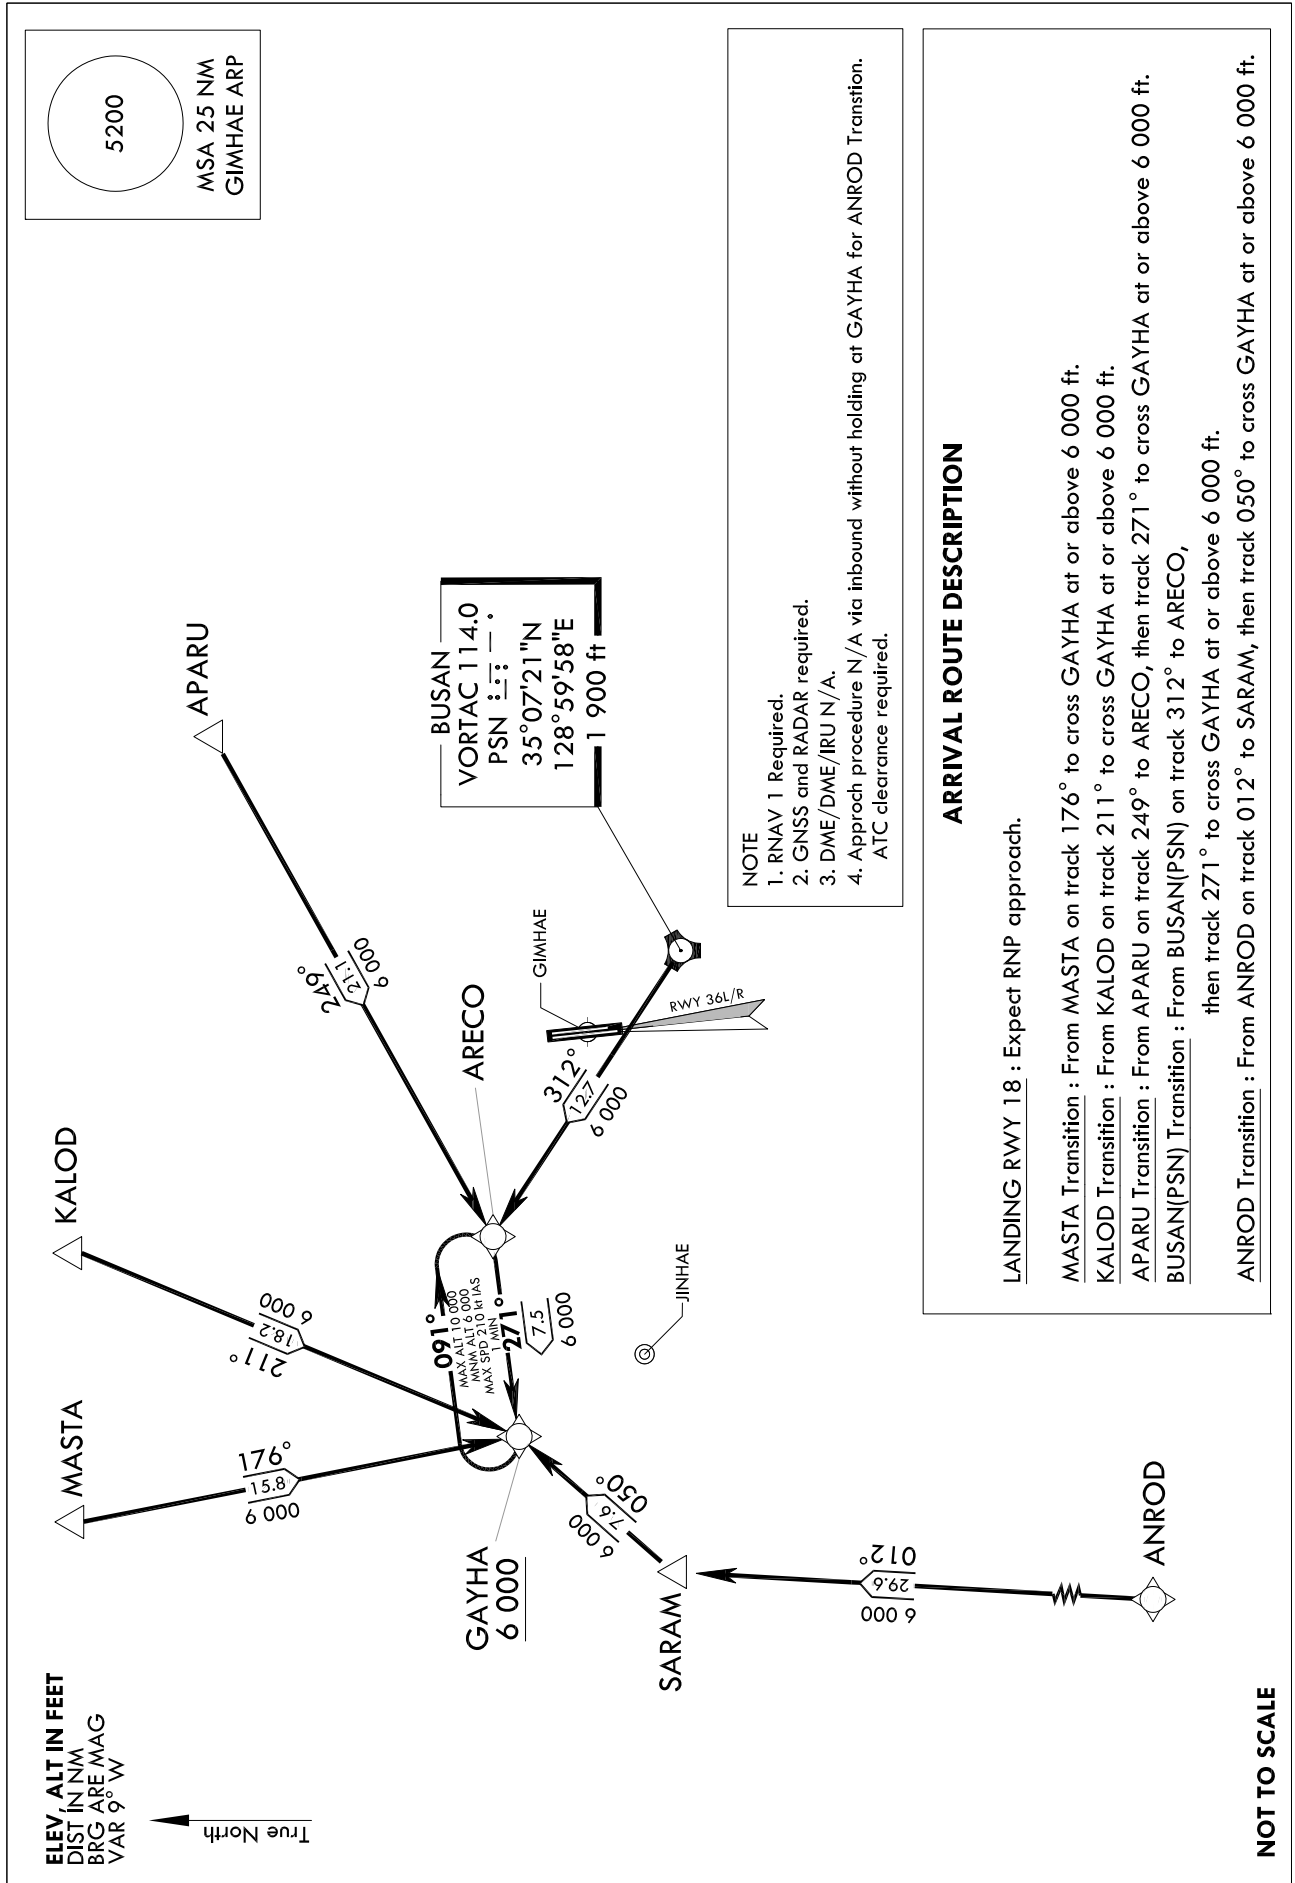 ELEV, ALT IN FEET
DIST IN NM
BRG ARE MAG
VAR 9° W
True North
5200
MSA 25 NM
GIMHAE ARP
MASTA
176°
15.8
6 000
KALOD
211°
18.2
6 000
APARU
249°
21.1
6 000
ARECO
GAYHA
6 000
091°
MAX ALT 10 000
MNM ALT 6 000
MAX SPD 210 kt IAS
1 MIN
271°
7.5
6 000
BUSAN
VORTAC 114.0
PSN
35°07'21"N
128°59'58"E
1 900 ft
GIMHAE
RWY 36L/R
312°
12.7
6 000
JINHAE
SARAM
050°
7.6
6 000
012°
29.6
6 000
ANROD
NOTE
1. RNAV 1 Required.
2. GNSS and RADAR required.
3. DME/DME/IRU N/A.
4. Approch procedure N/A via inbound without holding at GAYHA for ANROD Transtion.
ATC clearance required.
ARRIVAL ROUTE DESCRIPTION
LANDING RWY 18 : Expect RNP approach.
MASTA Transition : From MASTA on track 176° to cross GAYHA at or above 6 000 ft.
KALOD Transition : From KALOD on track 211° to cross GAYHA at or above 6 000 ft.
APARU Transition : From APARU on track 249° to ARECO, then track 271° to cross GAYHA at or above 6 000 ft.
BUSAN(PSN) Transition : From BUSAN(PSN) on track 312° to ARECO,
then track 271° to cross GAYHA at or above 6 000 ft.
ANROD Transition : From ANROD on track 012° to SARAM, then track 050° to cross GAYHA at or above 6 000 ft.
NOT TO SCALE